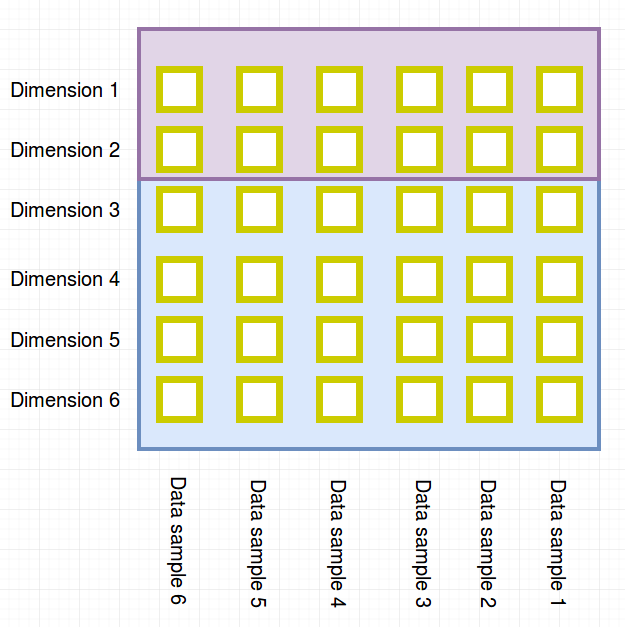 Dimension 1
Dimension 2
Dimension 3
Dimension 4
Dimension 5
Dimension 6
Data sample 6
Data sample 5
Data sample 4
Data sample 3
Data sample 2
Data sample 1